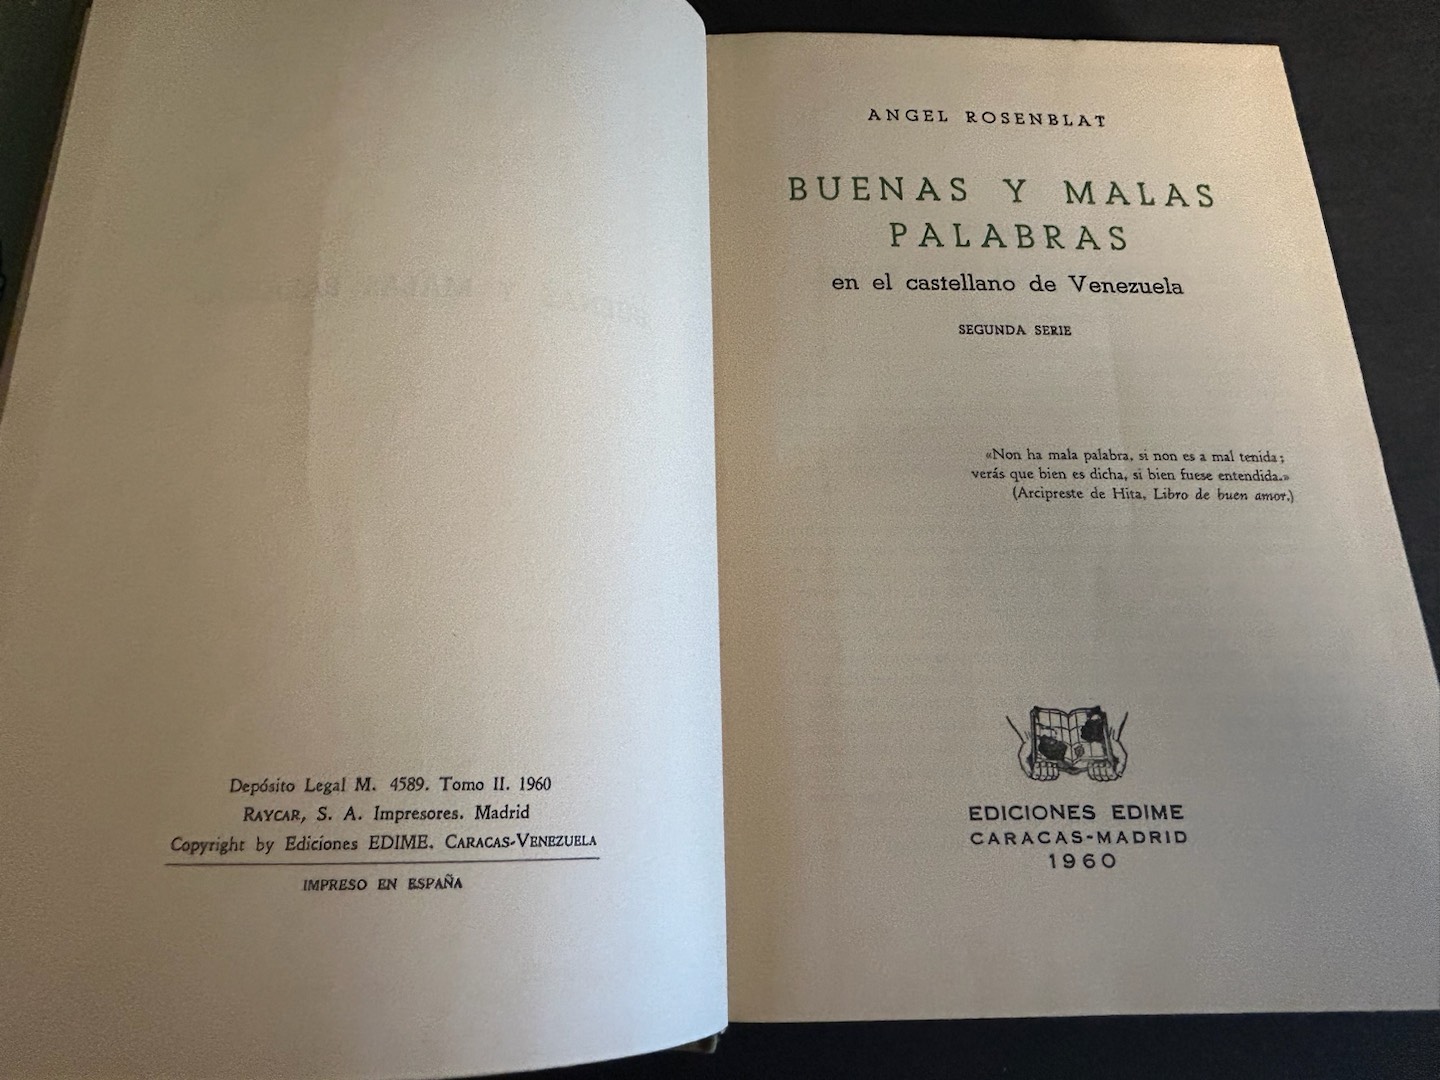 Depósito Legal M. 4589. Tomo II. 1960
RAYCAR, S. A. Impresores. Madrid
Copyright by Ediciones EDIME. CARACAS-VENEZUELA
IMPRESO EN ESPAÑA
ANGEL ROSENBLAT
BUENAS Y MALAS
PALABRAS
en el castellano de Venezuela
SEGUNDA SERIE
«Non ha mala palabra, si non es a mal tenida;
verás que bien es dicha, si bien fuese entendida.»
(Arcipreste de Hita, Libro de buen amor.)
EDICIONES EDIME
CARACAS-MADRID
1960